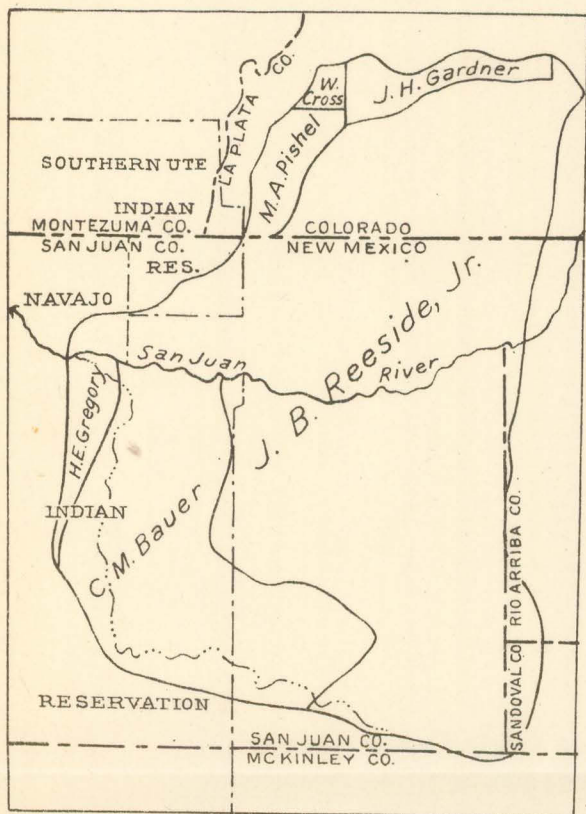 J. H. Gardner
W.
Cross
M. A. Pishel
LA PLATA CO.
SOUTHERN UTE
INDIAN
MONTEZUMA CO.
SAN JUAN CO.
COLORADO
NEW MEXICO
RES.
NAVAJO
San Juan River
J. B. Reeside, Jr.
H. E. Gregory
C. M. Bauer
INDIAN
RIO ARRIBA CO.
SANDOVAL CO.
RESERVATION
SAN JUAN CO.
MCKINLEY CO.